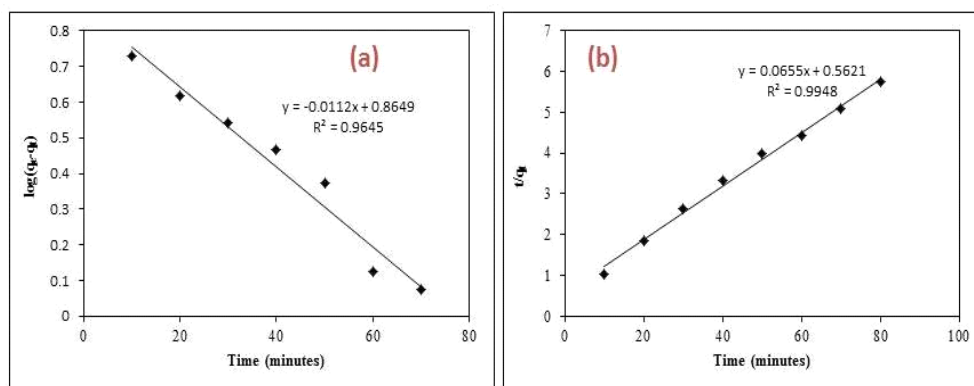 (a)
y = -0.0112x + 0.8649
R² = 0.9645
log(qₑ-qₜ)
0.8
0.7
0.6
0.5
0.4
0.3
0.2
0.1
0
0 20 40 60 80
Time (minutes)
(b)
y = 0.0655x + 0.5621
R² = 0.9948
t/qₜ
7
6
5
4
3
2
1
0
0 20 40 60 80 100
Time (minutes)